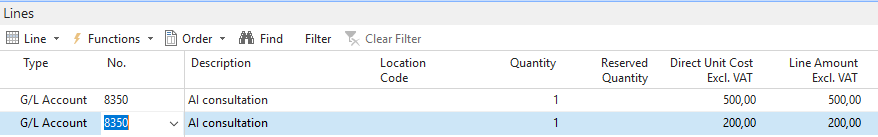 Lines
Line Functions Order Find Filter Clear Filter
Type No. Description Location Code Quantity Reserved Quantity Direct Unit Cost Excl. VAT Line Amount Excl. VAT
G/L Account 8350 AI consultation 1 500,00 500,00
G/L Account 8350 AI consultation 1 200,00 200,00